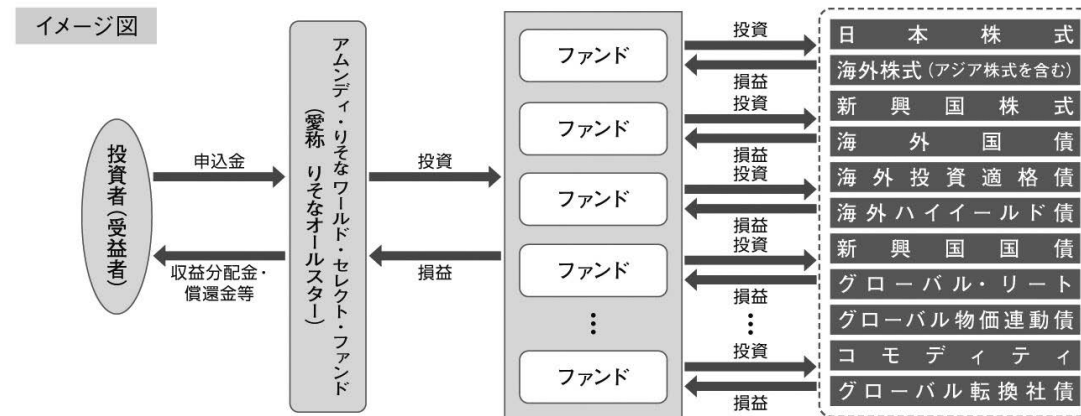 イメージ図
投資者(受益者)
申込金
収益分配金・
償還金等
アムンディ・りそなワールド・セレクト・ファンド
(愛称 りそなオールスター)
投資
損益
ファンド
ファンド
ファンド
ファンド
⋮
ファンド
投資
損益
投資
損益
投資
損益
投資
損益
⋮
投資
損益
日本株式
海外株式(アジア株式を含む)
新興国株式
海外国債
海外投資適格債
海外ハイイールド債
新興国国債
グローバル・リート
グローバル物価連動債
コモディティ
グローバル転換社債